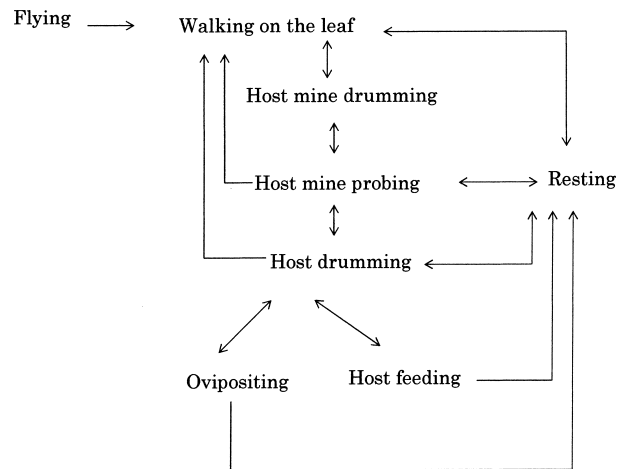 Flying
Walking on the leaf
Host mine drumming
Host mine probing
Resting
Host drumming
Ovipositing
Host feeding